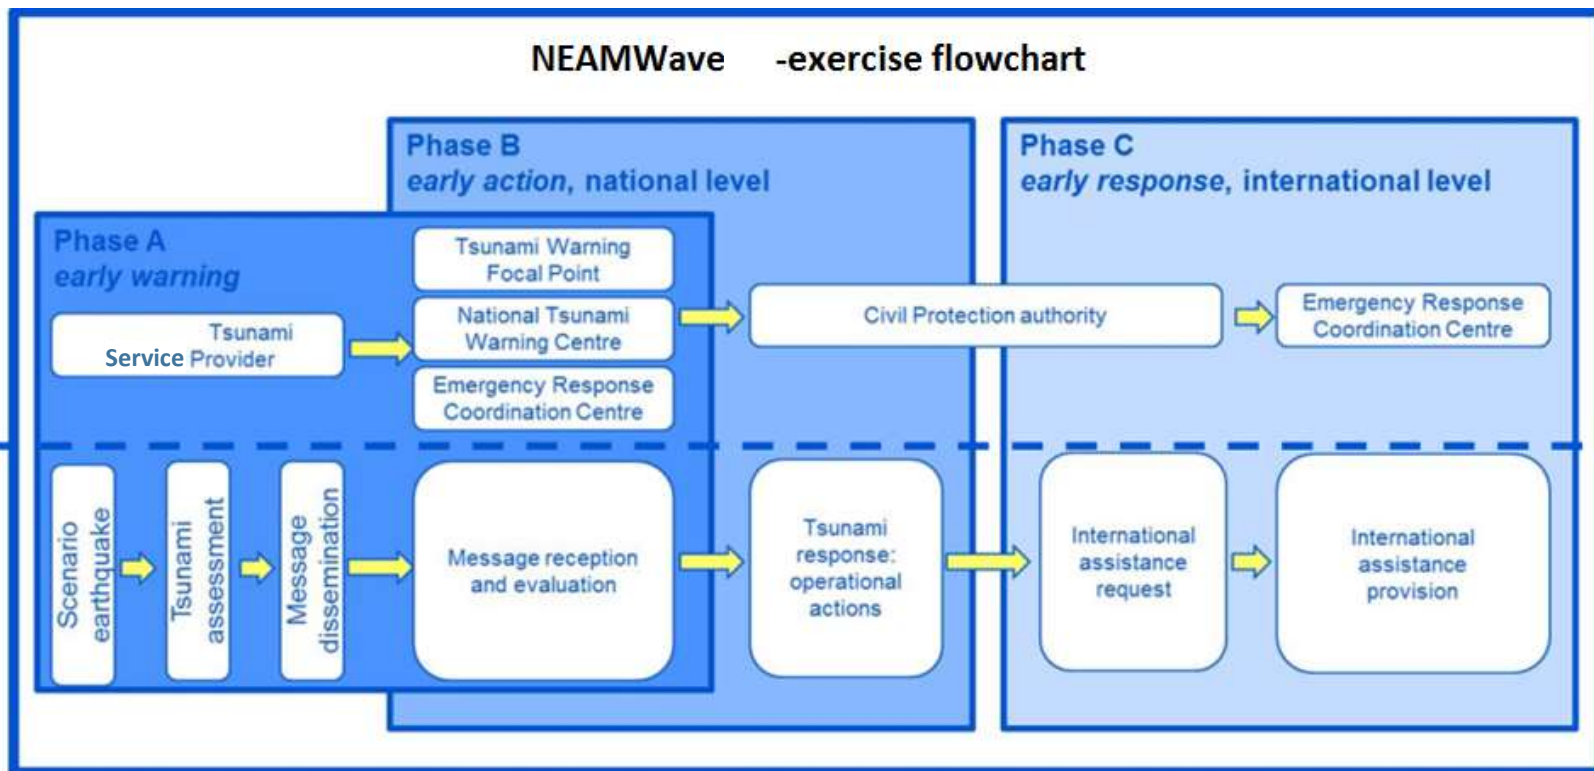 NEAMWave -exercise flowchart
Phase B
early action, national level
Phase C
early response, international level
Phase A
early warning
Tsunami
Service Provider
Tsunami Warning
Focal Point
National Tsunami
Warning Centre
Emergency Response
Coordination Centre
Civil Protection authority
Emergency Response
Coordination Centre
Scenario
earthquake
Tsunami
assessment
Message
dissemination
Message reception
and evaluation
Tsunami
response:
operational
actions
International
assistance
request
International
assistance
provision